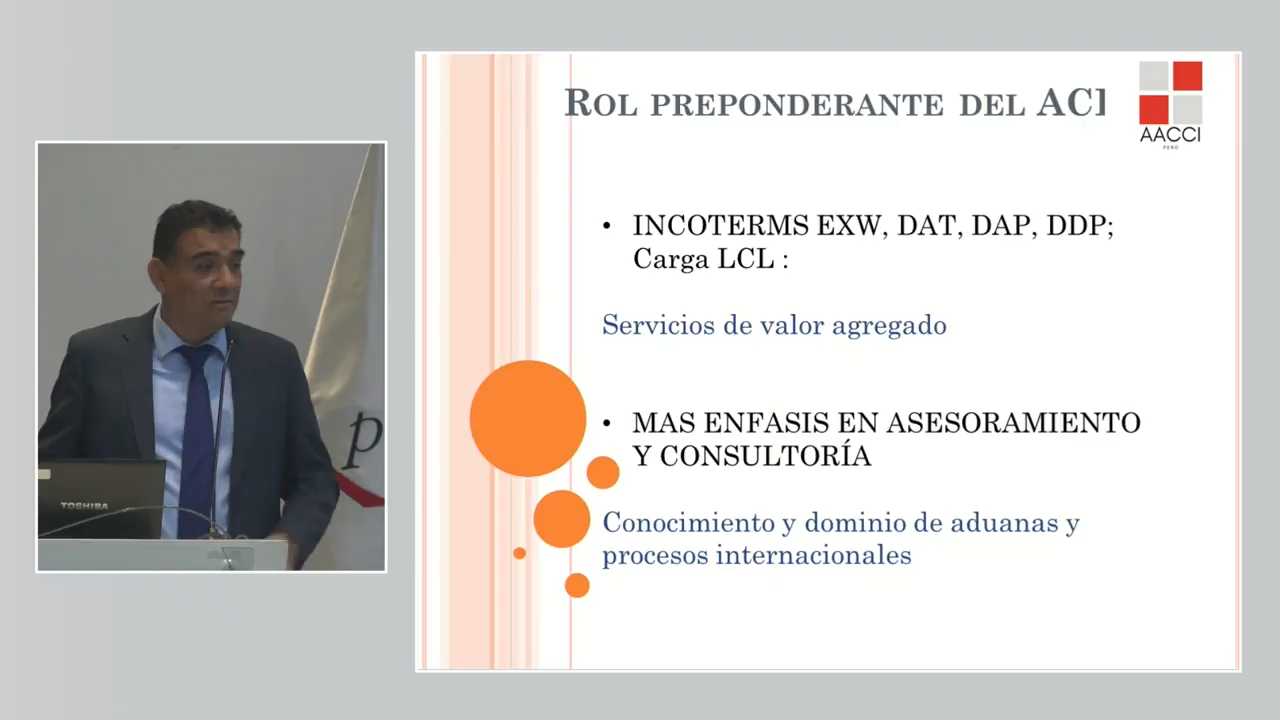 ROL PREPONDERANTE DEL ACI
AACCI
PERÚ
• INCOTERMS EXW, DAT, DAP, DDP;
Carga LCL :
Servicios de valor agregado
• MAS ENFASIS EN ASESORAMIENTO
Y CONSULTORÍA
Conocimiento y dominio de aduanas y
procesos internacionales
p
TOSHIBA